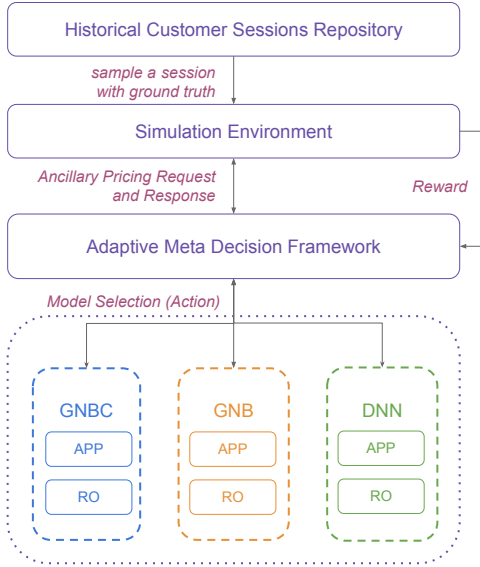 Historical Customer Sessions Repository
sample a session
with ground truth
Simulation Environment
Ancillary Pricing Request
and Response
Reward
Adaptive Meta Decision Framework
Model Selection (Action)
GNBC
GNB
DNN
APP
APP
APP
RO
RO
RO